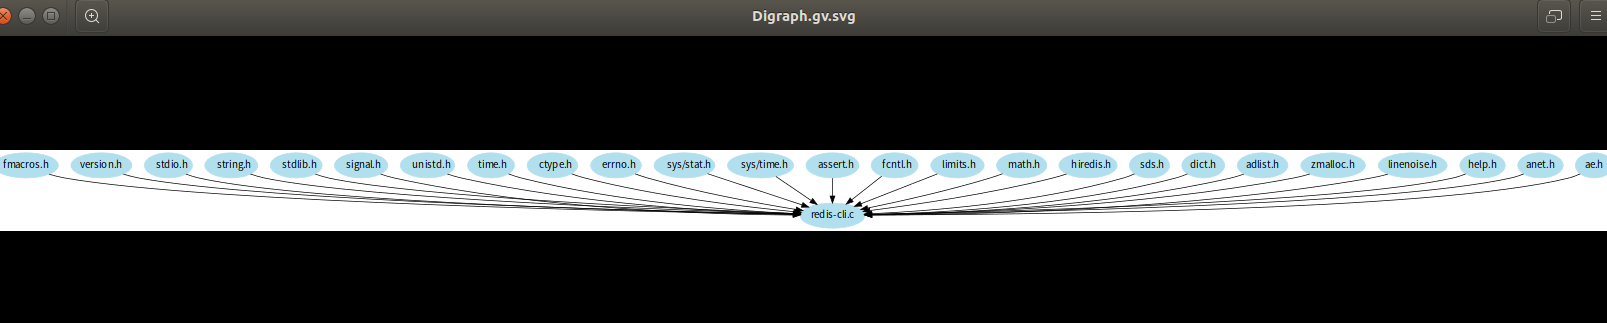 Digraph.gv.svg
fmacros.h version.h stdio.h string.h stdlib.h signal.h unistd.h time.h ctype.h errno.h sys/stat.h sys/time.h assert.h fcntl.h limits.h math.h hiredis.h sds.h dict.h adlist.h zmalloc.h linenoise.h help.h anet.h ae.h
redis-cli.c